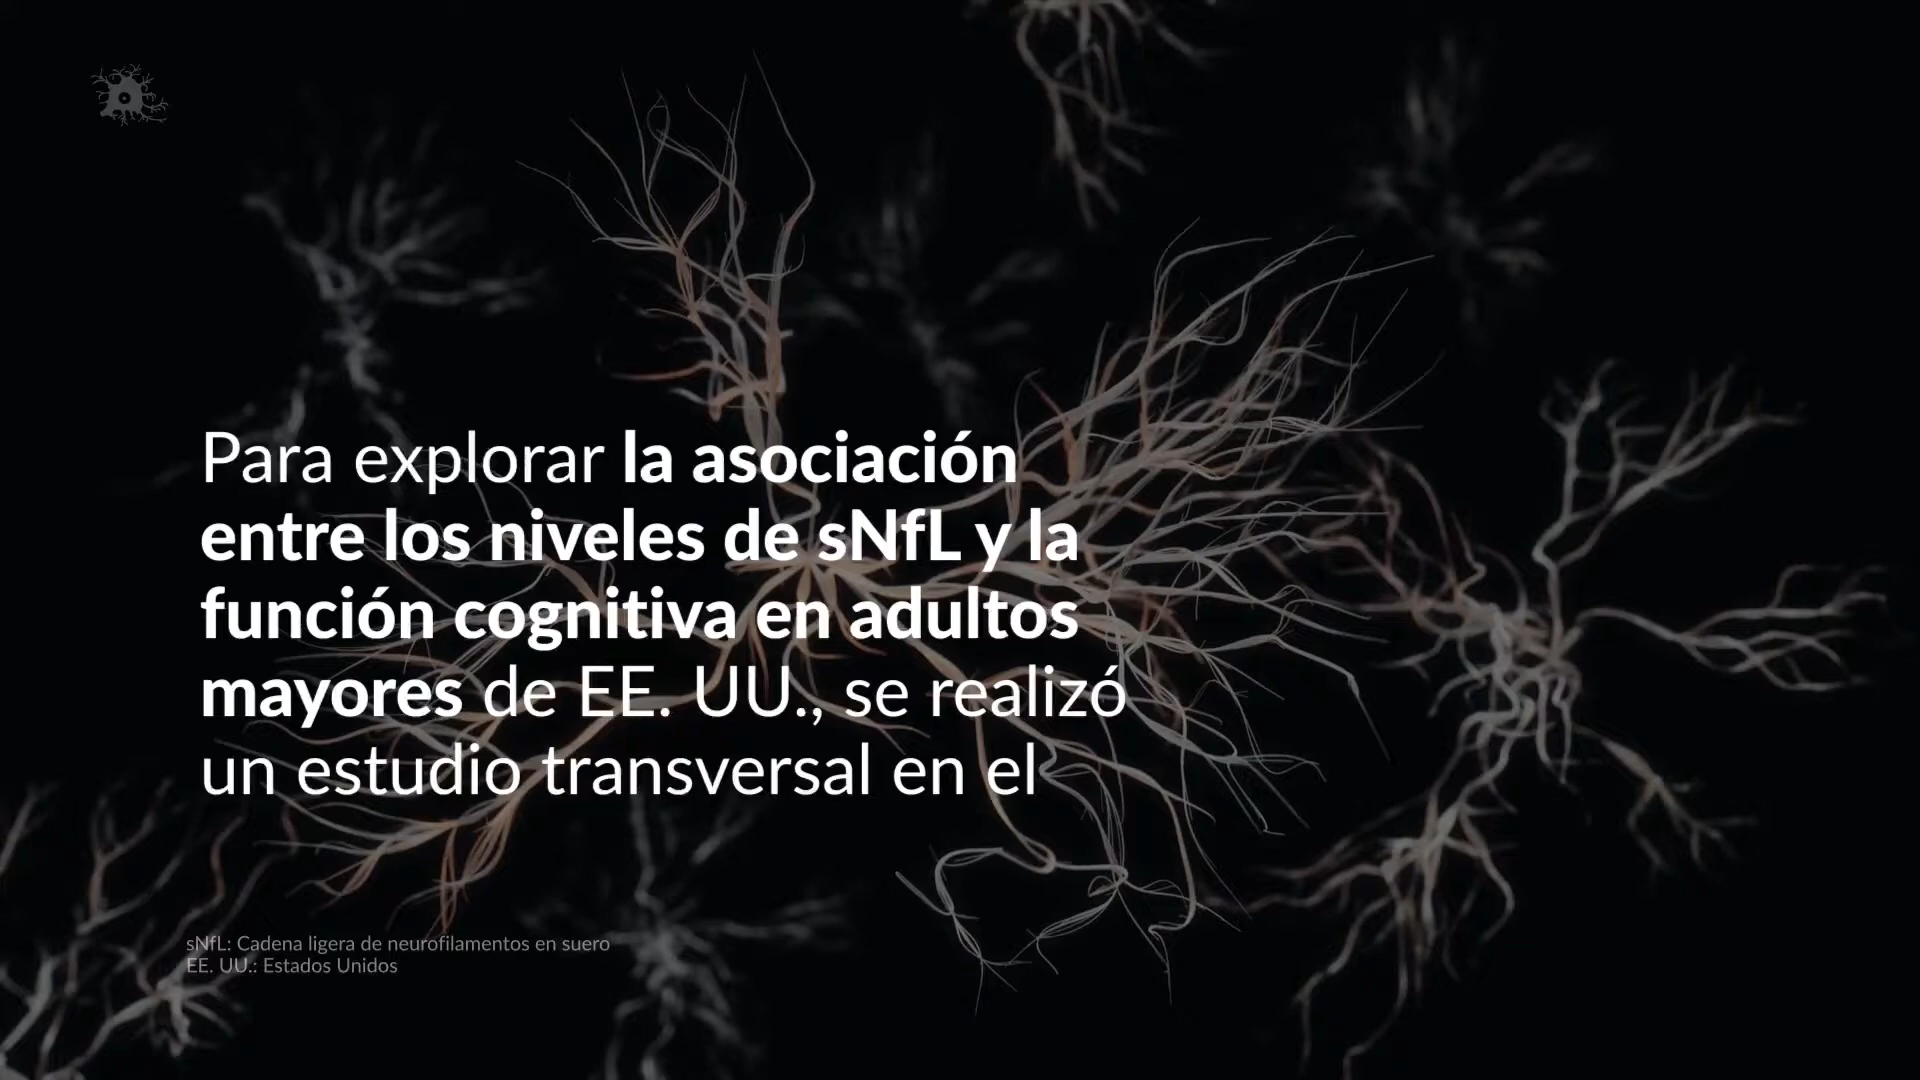 Para explorar la asociación
entre los niveles de sNfL y la
función cognitiva en adultos
mayores de EE. UU., se realizó
un estudio transversal en el
sNfL: Cadena ligera de neurofilamentos en suero
EE. UU.: Estados Unidos